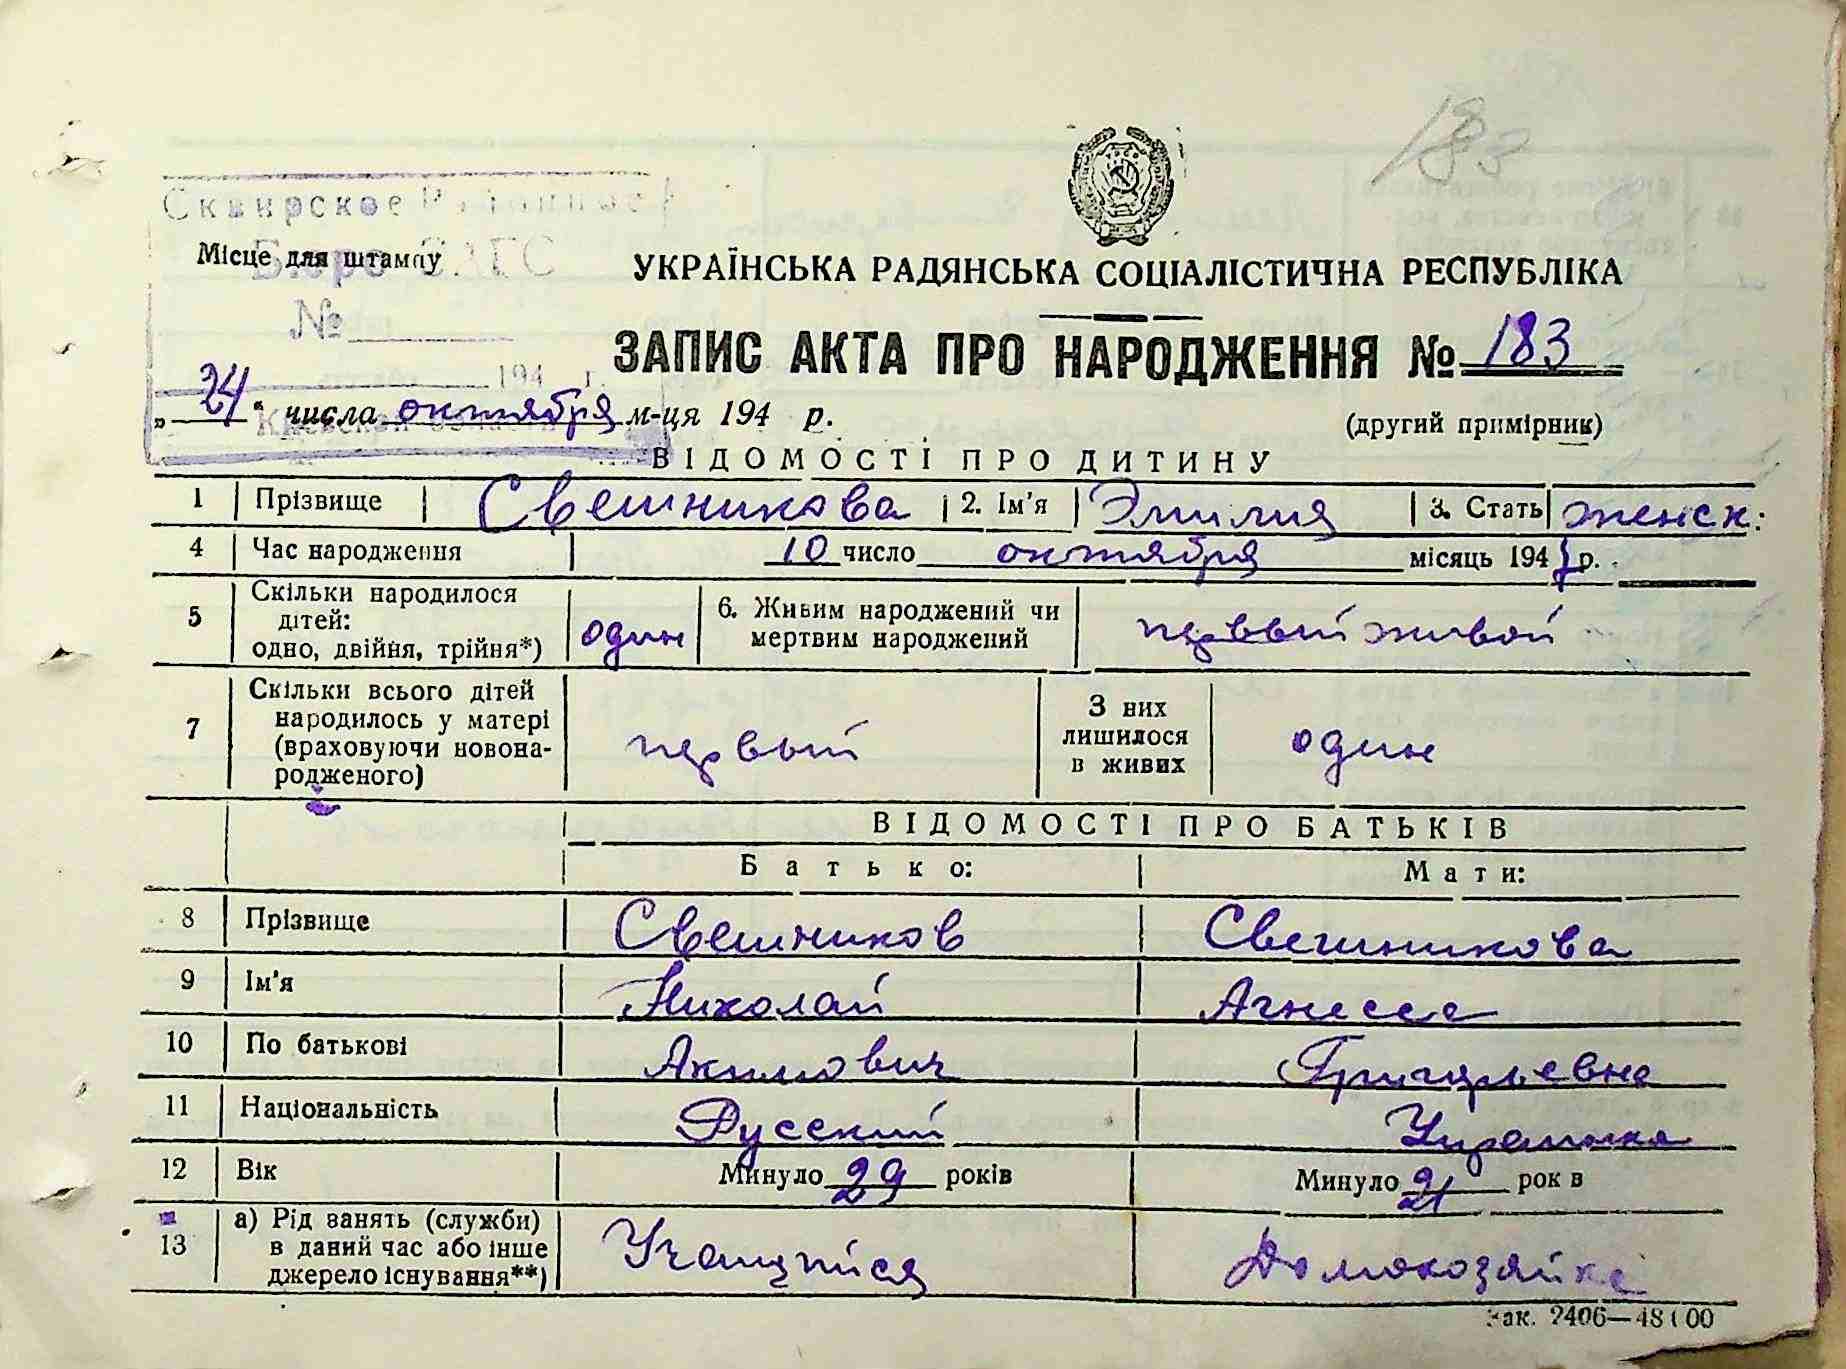 183
Сквирское Районное
Бюро ЗАГС
Місце для штампу
№
194 г.
УКРАЇНСЬКА РАДЯНСЬКА СОЦІАЛІСТИЧНА РЕСПУБЛІКА
ЗАПИС АКТА ПРО НАРОДЖЕННЯ № 183
„24“ числа октября м-ця 194 р.
(другий примірник)
ВІДОМОСТІ ПРО ДИТИНУ
1 Прізвище Свешникова 2. Ім'я Эмилия 3. Стать женск:
4 Час народження 10 число октября місяць 194 р.
5 Скільки народилося
дітей:
одно, двійня, трійня*) один
6. Живим народжений чи
мертвим народжений первый живой
7 Скільки всього дітей
народилось у матері
(враховуючи новона-
родженого) первый
З них
лишилося
в живих один
ВІДОМОСТІ ПРО БАТЬКІВ
Батько: Мати:
8 Прізвище Свешников Свешникова
9 Ім'я Николай Агнесса
10 По батькові Акимович Григорьевна
11 Національність Русский Украинка
12 Вік Минуло 29 років Минуло 21 рок в
13 а) Рід занять (служби)
в даний час або інше
джерело існування**) Учащийся Домохозяйка
Зак. 2406—48